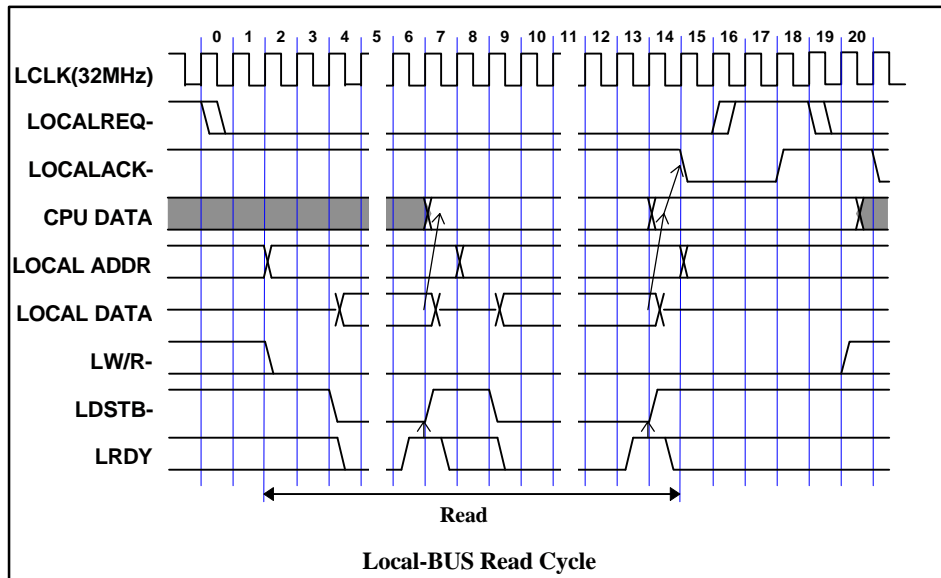 0 1 2 3 4 5 6 7 8 9 10 11 12 13 14 15 16 17 18 19 20
LCLK(32MHz)
LOCALREQ-
LOCALACK-
CPU DATA
LOCAL ADDR
LOCAL DATA
LW/R-
LDSTB-
LRDY
Read
Local-BUS Read Cycle